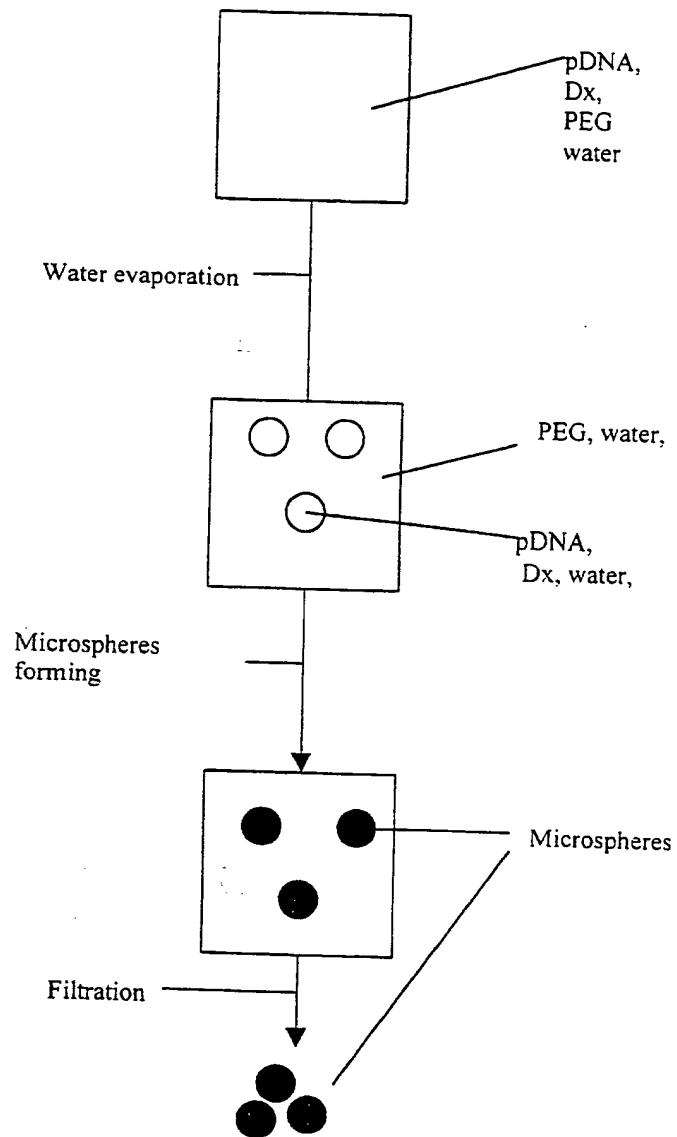 pDNA,
Dx,
PEG
water
Water evaporation
PEG, water,
pDNA,
Dx, water,
Microspheres
forming
Microspheres
Filtration